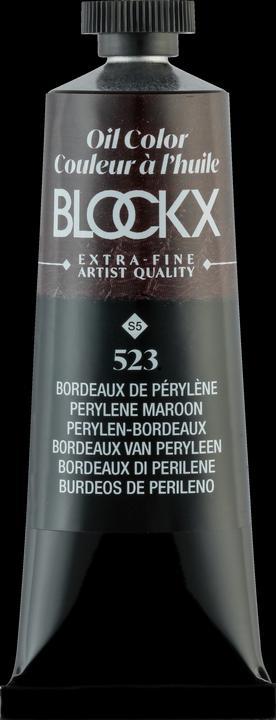 Oil Color
Couleur à l'huile
BLOCKX
EXTRA-FINE
ARTIST QUALITY
S5
523
BORDEAUX DE PÉRYLÈNE
PERYLENE MAROON
PERYLEN-BORDEAUX
BORDEAUX VAN PERYLEEN
BORDEAUX DI PERILENE
BURDEOS DE PERILENO